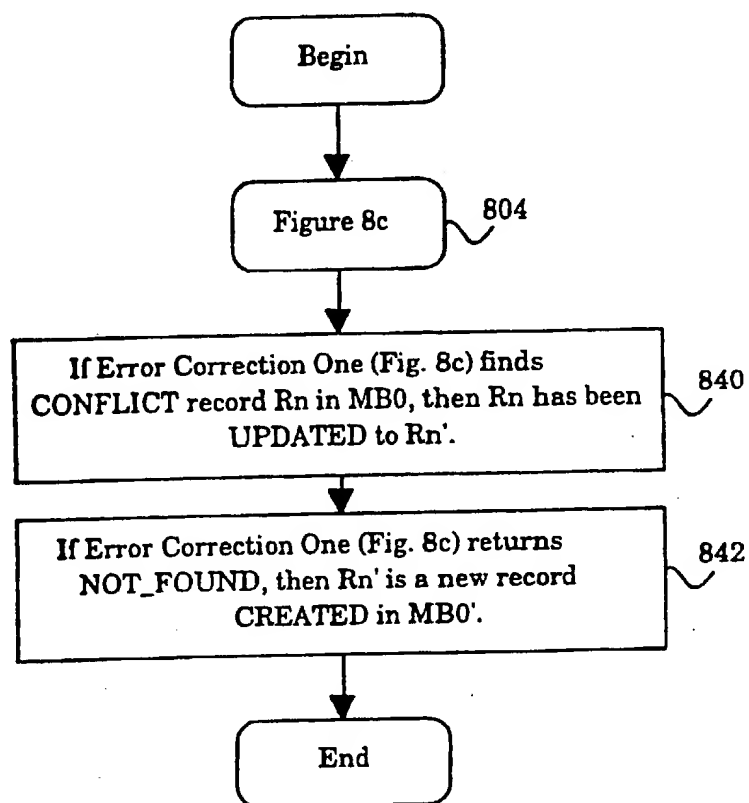 Begin
Figure 8c
804
If Error Correction One (Fig. 8c) finds
CONFLICT record Rn in MB0, then Rn has been
UPDATED to Rn'.
840
If Error Correction One (Fig. 8c) returns
NOT_FOUND, then Rn' is a new record
CREATED in MB0'.
842
End